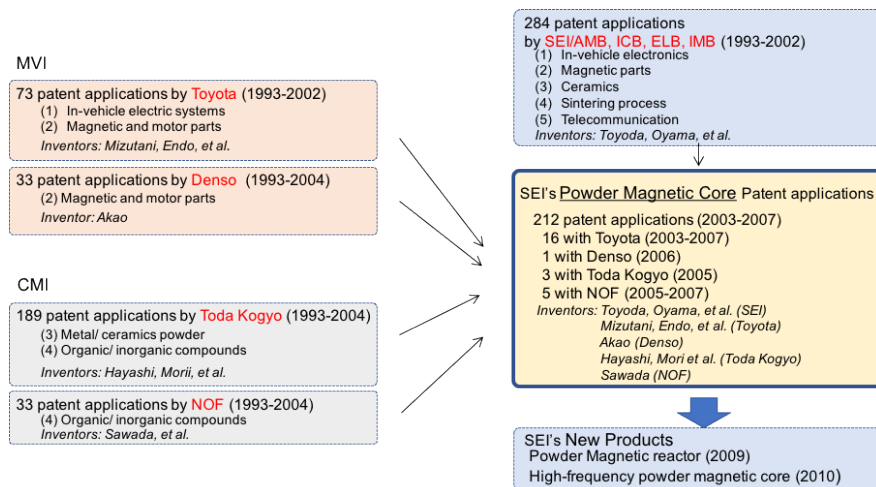 MVI
73 patent applications by Toyota (1993-2002)
(1) In-vehicle electric systems
(2) Magnetic and motor parts
Inventors: Mizutani, Endo, et al.
33 patent applications by Denso (1993-2004)
(2) Magnetic and motor parts
Inventor: Akao
CMI
189 patent applications by Toda Kogyo (1993-2004)
(3) Metal/ ceramics powder
(4) Organic/ inorganic compounds
Inventors: Hayashi, Morii, et al.
33 patent applications by NOF (1993-2004)
(4) Organic/ inorganic compounds
Inventors: Sawada, et al.
284 patent applications
by SEI/AMB, ICB, ELB, IMB (1993-2002)
(1) In-vehicle electronics
(2) Magnetic parts
(3) Ceramics
(4) Sintering process
(5) Telecommunication
Inventors: Toyoda, Oyama, et al.
SEI's Powder Magnetic Core Patent applications
212 patent applications (2003-2007)
16 with Toyota (2003-2007)
1 with Denso (2006)
3 with Toda Kogyo (2005)
5 with NOF (2005-2007)
Inventors: Toyoda, Oyama, et al. (SEI)
Mizutani, Endo, et al. (Toyota)
Akao (Denso)
Hayashi, Mori et al. (Toda Kogyo)
Sawada (NOF)
SEI's New Products
Powder Magnetic reactor (2009)
High-frequency powder magnetic core (2010)